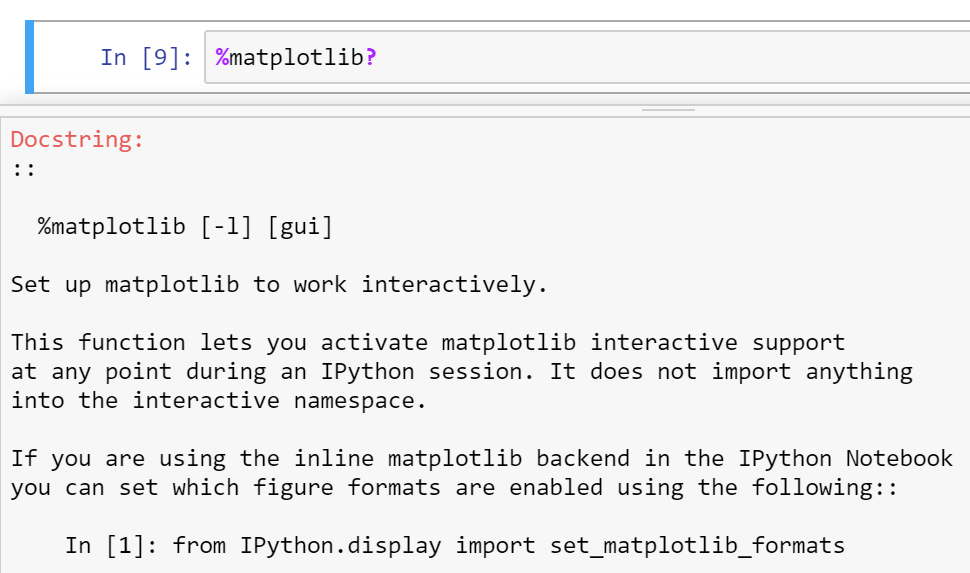 In [9]: %matplotlib?
Docstring:
::
%matplotlib [-l] [gui]
Set up matplotlib to work interactively.
This function lets you activate matplotlib interactive support
at any point during an IPython session. It does not import anything
into the interactive namespace.
If you are using the inline matplotlib backend in the IPython Notebook
you can set which figure formats are enabled using the following::
In [1]: from IPython.display import set_matplotlib_formats